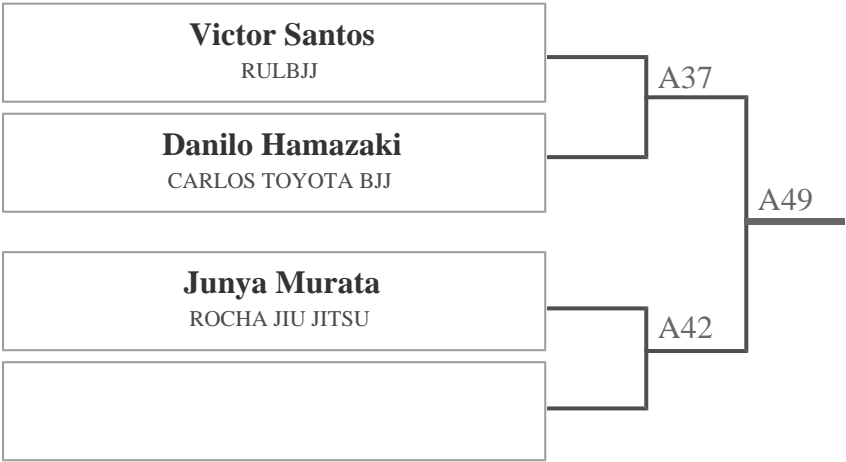 Victor Santos
RULBJJ
A37
Danilo Hamazaki
CARLOS TOYOTA BJJ
A49
Junya Murata
ROCHA JIU JITSU
A42